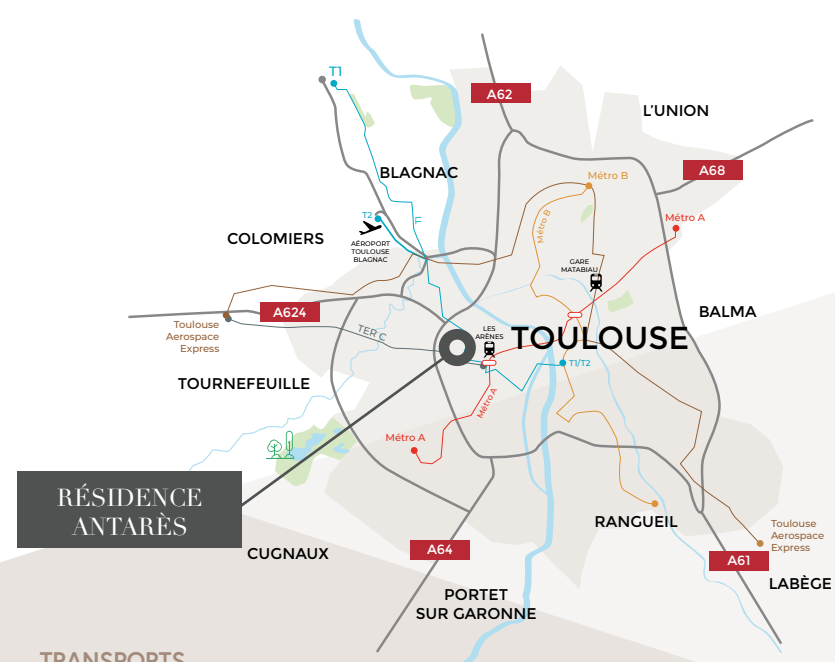 T1
A62
L'UNION
BLAGNAC
A68
Métro B
T2
T1
Métro A
COLOMIERS
Métro B
AÉROPORT
TOULOUSE
BLAGNAC
GARE
MATABIAU
A624
BALMA
Toulouse
Aerospace
Express
TER C
LES
ARÈNES
TOULOUSE
T1/T2
TOURNEFEUILLE
Métro A
Métro A
RÉSIDENCE
ANTARÈS
RANGUEIL
Toulouse
Aerospace
Express
CUGNAUX
A64
A61
LABÈGE
PORTET
SUR GARONNE
TRANSPORTS